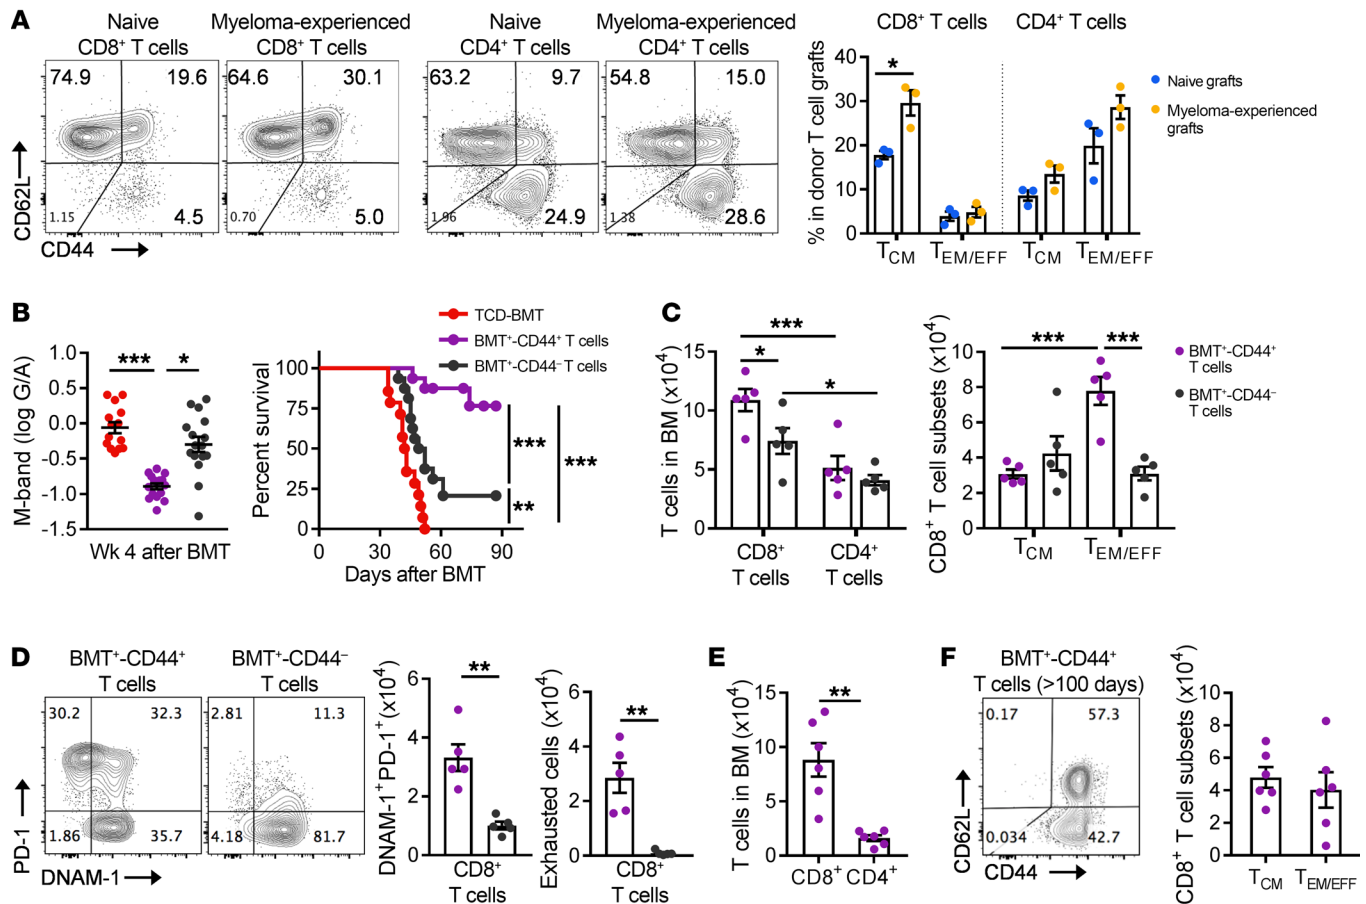 A
Naive
CD8⁺ T cells
Myeloma-experienced
CD8⁺ T cells
Naive
CD4⁺ T cells
Myeloma-experienced
CD4⁺ T cells
74.9 19.6
1.15 4.5
64.6 30.1
0.70 5.0
63.2 9.7
1.96 24.9
54.8 15.0
1.38 28.6
CD62L
CD44
CD8⁺ T cells CD4⁺ T cells
% in donor T cell grafts
40
30
20
10
0
*
T_CM T_EM/EFF T_CM T_EM/EFF
Naive grafts
Myeloma-experienced
grafts
B
M-band (log G/A)
1.0
0.5
0.0
-0.5
-1.0
-1.5
*** *
Wk 4 after BMT
TCD-BMT
BMT⁺-CD44⁺ T cells
BMT⁺-CD44⁻ T cells
Percent survival
100
75
50
25
0
0 30 60 90
Days after BMT
***
**
***
C
T cells in BM (x10⁴)
15
10
5
0
***
*
*
CD8⁺
T cells
CD4⁺
T cells
CD8⁺ T cell subsets (x10⁴)
10
8
6
4
2
0
*** ***
T_CM T_EM/EFF
BMT⁺-CD44⁺
T cells
BMT⁺-CD44⁻
T cells
D
BMT⁺-CD44⁺
T cells
BMT⁺-CD44⁻
T cells
30.2 32.3
1.86 35.7
2.81 11.3
4.18 81.7
PD-1
DNAM-1
DNAM-1⁺PD-1⁺ (x10⁴)
6
4
2
0
**
CD8⁺
T cells
Exhausted cells (x10⁴)
6
4
2
0
**
CD8⁺
T cells
E
T cells in BM (x10⁴)
15
10
5
0
**
CD8⁺ CD4⁺
F
BMT⁺-CD44⁺
T cells (>100 days)
0.17 57.3
0.034 42.7
CD62L
CD44
CD8⁺ T cell subsets (x10⁴)
10
8
6
4
2
0
T_CM T_EM/EFF